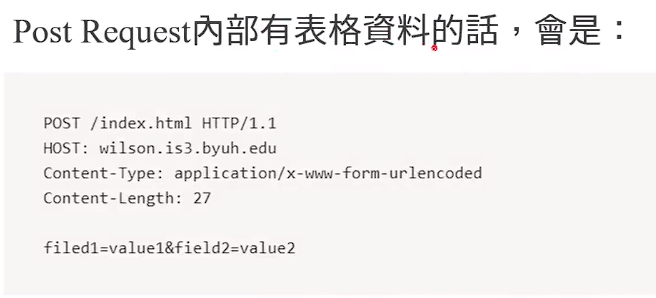 Post Request內部有表格資料的話，會是：
POST /index.html HTTP/1.1
HOST: wilson.is3.byuh.edu
Content-Type: application/x-www-form-urlencoded
Content-Length: 27
filed1=value1&field2=value2